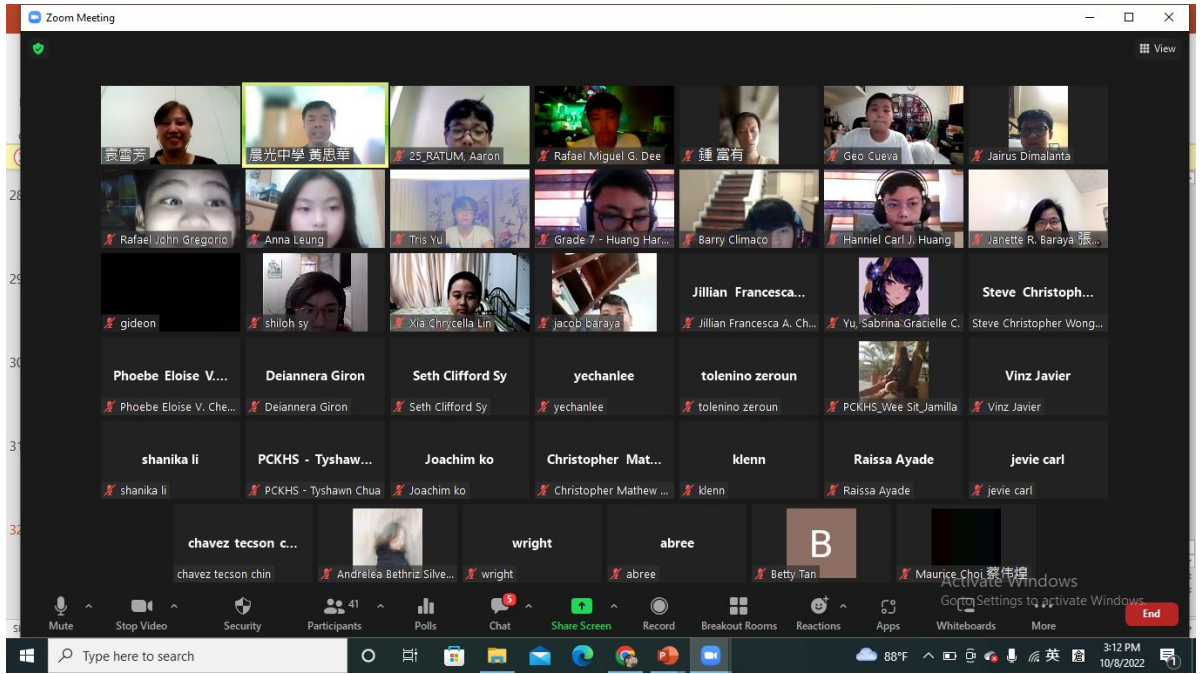 Zoom Meeting
View
袁雪芳
晨光中學 黃思華
25_RATUM, Aaron
Rafael Miguel G. Dee
鍾 富有
Geo Cueva
Jairus Dimalanta
28
Rafael John Gregorio
Anna Leung
Tris Yu
Grade 7 - Huang Har...
Barry Climaco
Hanniel Carl J. Huang
Janette R. Baraya 張...
29
Jillian Francesca...
Steve Christoph...
gideon
shiloh sy
Xia Chrycella Lin
jacob baraya
Jillian Francesca A. Ch...
Yu, Sabrina Gracielle C.
Steve Christopher Wong...
30
Phoebe Eloise V....
Deiannera Giron
Seth Clifford Sy
yechanlee
tolenino zeroun
Vinz Javier
Phoebe Eloise V. Che...
Deiannera Giron
Seth Clifford Sy
yechanlee
tolenino zeroun
PCKHS_Wee Sit_Jamilla
Vinz Javier
31
shanika li
PCKHS - Tyshaw...
Joachim ko
Christopher Mat...
klenn
Raissa Ayade
jevie carl
shanika li
PCKHS - Tyshawn Chua
Joachim ko
Christopher Mathew ...
klenn
Raissa Ayade
jevie carl
32
chavez tecson c...
wright
abree
B
chavez tecson chin
Andrelea Bethriz Silve...
wright
abree
Betty Tan
Maurice Choi 蔡伟煌
Activate Windows
Go to Settings to activate Windows.
Mute
Stop Video
Security
41
Participants
Polls
5
Chat
Share Screen
Record
Breakout Rooms
Reactions
Apps
Whiteboards
More
End
Type here to search
88°F
英
倉
3:12 PM
10/8/2022
1